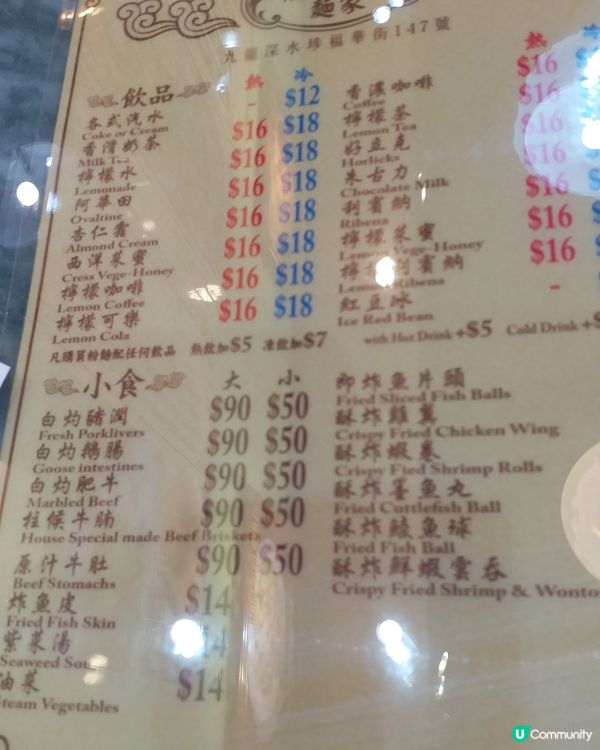 麵家
九龍深水埗福華街147號
飲品 熱 冷
各式汽水 - $12
Coke or Cream
香滑奶茶 $16 $18
Milk Tea
檸檬水 $16 $18
Lemonade
阿華田 $16 $18
Ovaltine
杏仁霜 $16 $18
Almond Cream
西洋菜蜜 $16 $18
Cress Vege-Honey
檸檬咖啡 $16 $18
Lemon Coffee
檸檬可樂 $16 $18
Lemon Cola
凡購買粉麵配任何飲品 熱飲加$5 凍飲加$7
熱 冷
香濃咖啡 $16
Coffee
檸檬茶 $16
Lemon Tea
好立克 $16
Horlicks
朱古力 $16
Chocolate Milk
利賓納 $16
Ribena
檸檬菜蜜 $16
Vege-Honey
檸 利賓納 $16
Ribena
紅豆冰 -
Ice Red Bean
with Hot Drink +$5 Cold Drink +$
小食 大 小
白灼豬潤 $90 $50
Fresh Porklivers
白灼鵝腸 $90 $50
Goose intestines
白灼肥牛 $90 $50
Marbled Beef
柱候牛腩 $90 $50
House Special made Beef Briskets
原汁牛肚 $90 $50
Beef Stomachs
炸魚皮 $14
Fried Fish Skin
紫菜湯
Seaweed
油菜 $14
team Vegetables
即炸魚片頭
Fried Sliced Fish Balls
酥炸雞翼
Crispy Fried Chicken Wing
酥炸蝦卷
Crispy Fied Shrimp Rolls
酥炸墨魚丸
Fried Cuttlefish Ball
酥炸鯪魚球
Fried Fish Ball
酥炸鮮蝦雲吞
Crispy Fried Shrimp & Wonto
U Community